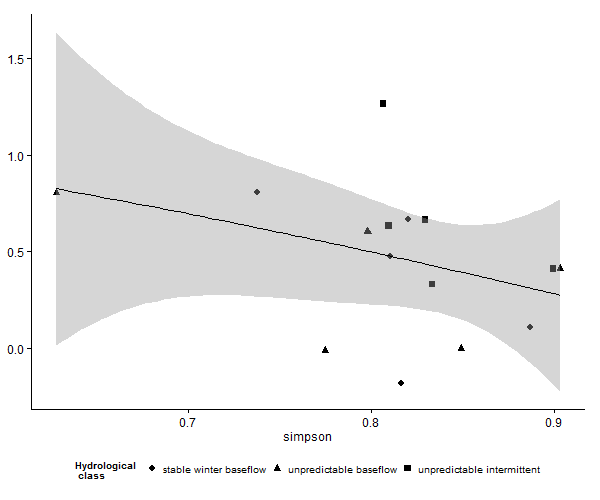 1.5
1.0
0.5
0.0
0.7 0.8 0.9
simpson
Hydrological
class
stable winter baseflow unpredictable baseflow unpredictable intermittent